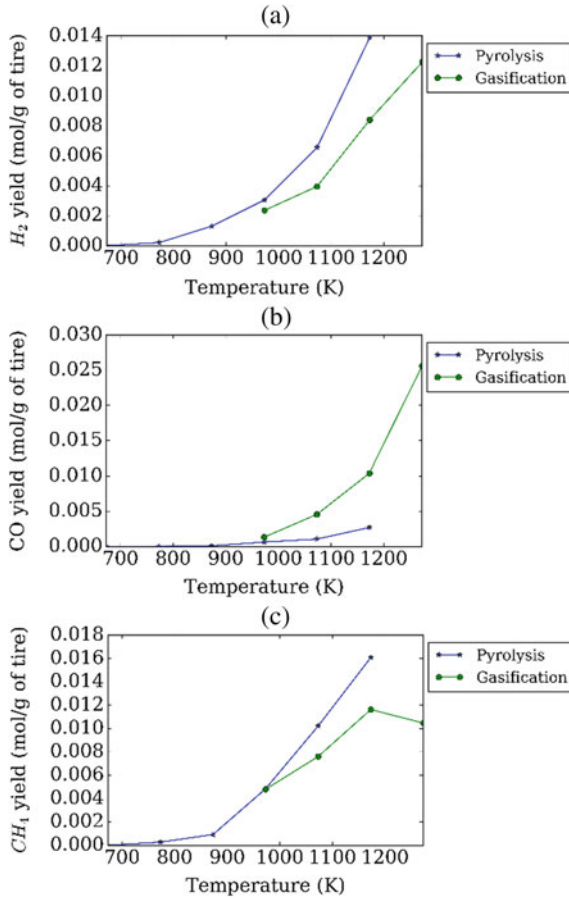 (a)
H₂ yield (mol/g of tire)
0.014
0.012
0.010
0.008
0.006
0.004
0.002
0.000
700 800 900 1000 1100 1200
Temperature (K)
Pyrolysis
Gasification
(b)
CO yield (mol/g of tire)
0.030
0.025
0.020
0.015
0.010
0.005
0.000
700 800 900 1000 1100 1200
Temperature (K)
Pyrolysis
Gasification
(c)
CH₄ yield (mol/g of tire)
0.018
0.016
0.014
0.012
0.010
0.008
0.006
0.004
0.002
0.000
700 800 900 1000 1100 1200
Temperature (K)
Pyrolysis
Gasification